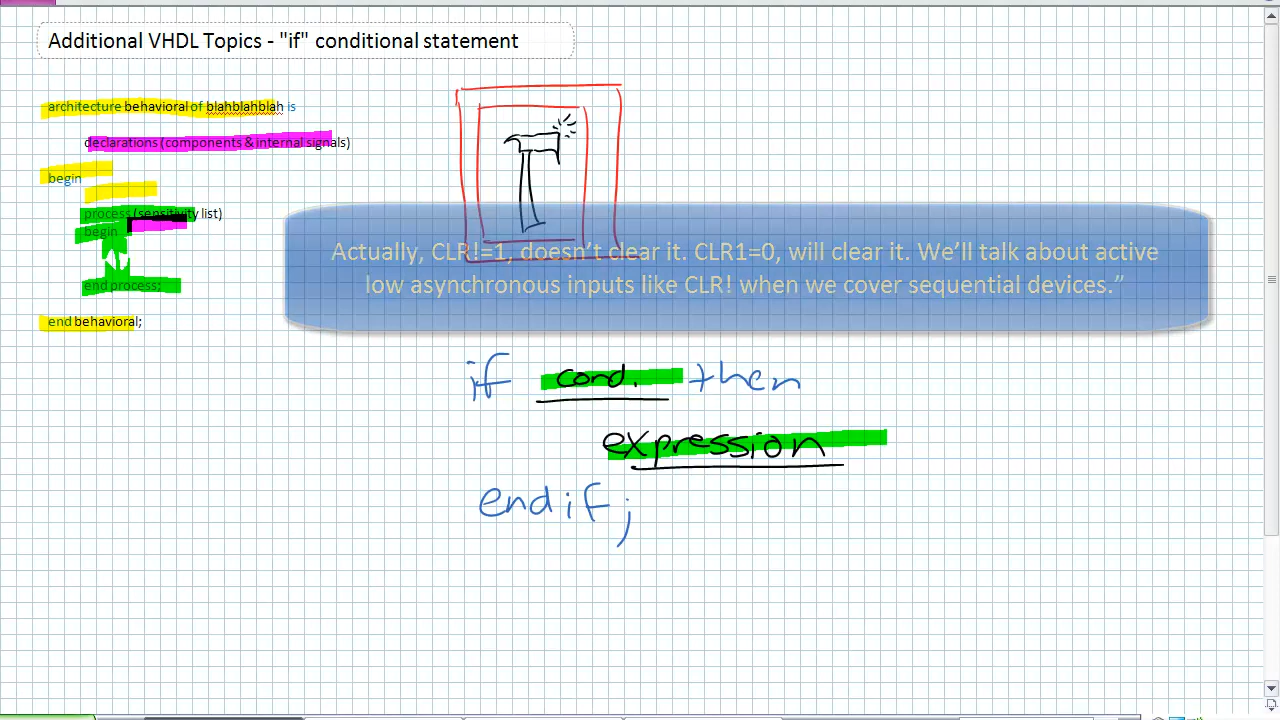 Additional VHDL Topics - "if" conditional statement
architecture behavioral of blahblahblah is
declarations (components & internal signals)
begin
process (sensitivity list)
begin
end process;
end behavioral;
Actually, CLR!=1, doesn't clear it. CLR1=0, will clear it. We'll talk about active
low asynchronous inputs like CLR! when we cover sequential devices.”
if cond. then
expression
end if;